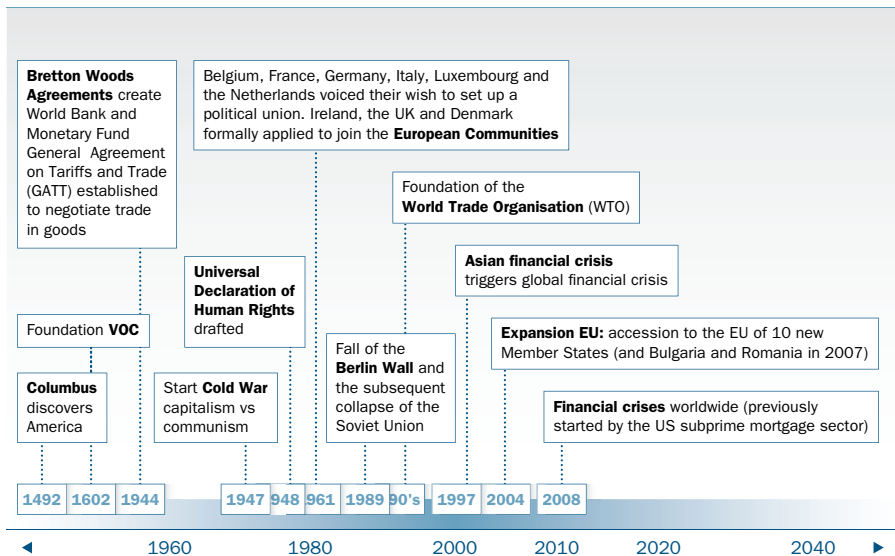 Bretton Woods
Agreements create
World Bank and
Monetary Fund
General Agreement
on Tariffs and Trade
(GATT) established
to negotiate trade
in goods
Belgium, France, Germany, Italy, Luxembourg and
the Netherlands voiced their wish to set up a
political union. Ireland, the UK and Denmark
formally applied to join the European Communities
Foundation of the
World Trade Organisation (WTO)
Asian financial crisis
triggers global financial crisis
Universal
Declaration of
Human Rights
drafted
Foundation VOC
Expansion EU: accession to the EU of 10 new
Member States (and Bulgaria and Romania in 2007)
Fall of the
Berlin Wall and
the subsequent
collapse of the
Soviet Union
Columbus
discovers
America
Start Cold War
capitalism vs
communism
Financial crises worldwide (previously
started by the US subprime mortgage sector)
1492 1602 1944 1947 948 961 1989 90's 1997 2004 2008
1960 1980 2000 2010 2020 2040